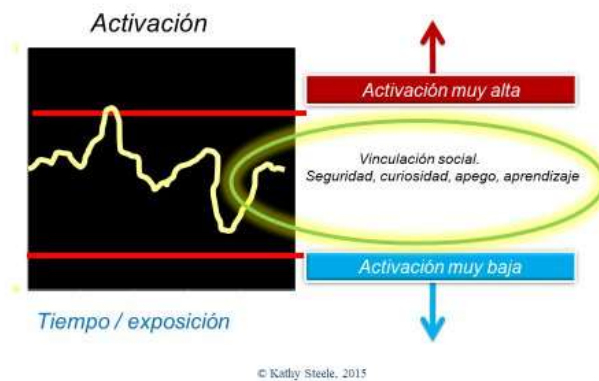 Activación
Activación muy alta
Vinculación social.
Seguridad, curiosidad, apego, aprendizaje
Activación muy baja
Tiempo / exposición
© Kathy Steele, 2015